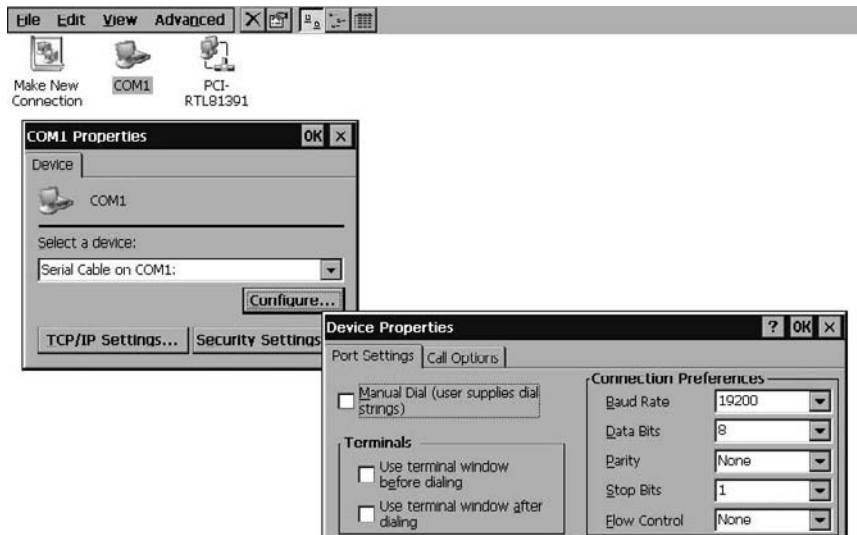 File Edit View Advanced
Make New
Connection
COM1
PCI-
RTL81391
COM1 Properties OK
Device
COM1
Select a device:
Serial Cable on COM1:
Configure...
TCP/IP Settings... Security Settings
Device Properties ? OK
Port Settings Call Options
Manual Dial (user supplies dial
strings)
Terminals
Use terminal window
before dialing
Use terminal window after
dialing
Connection Preferences
Baud Rate 19200
Data Bits 8
Parity None
Stop Bits 1
Flow Control None